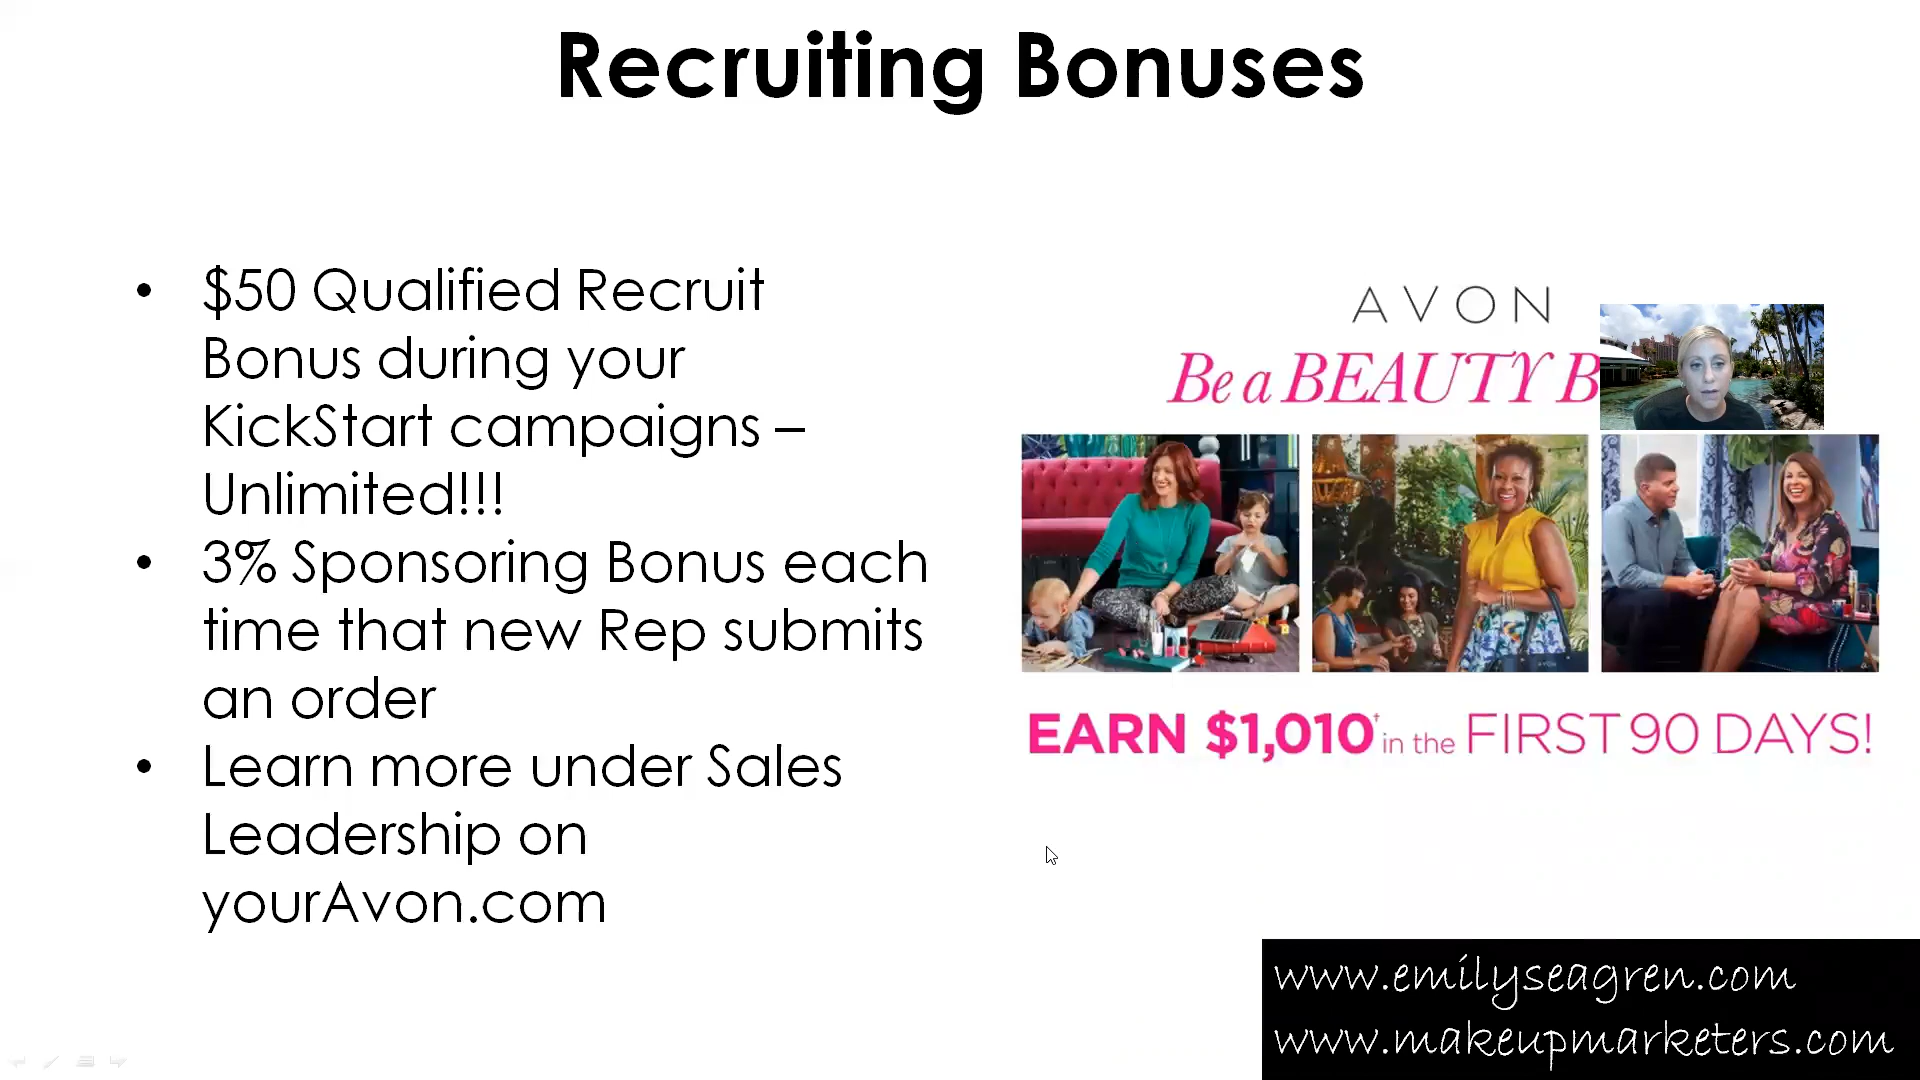 Recruiting Bonuses
• $50 Qualified Recruit
Bonus during your
KickStart campaigns –
Unlimited!!!
• 3% Sponsoring Bonus each
time that new Rep submits
an order
• Learn more under Sales
Leadership on
yourAvon.com
AVON
Be a BEAUTY B
EARN $1,010† in the FIRST 90 DAYS!
www.emilyseagren.com
www.makeupmarketers.com